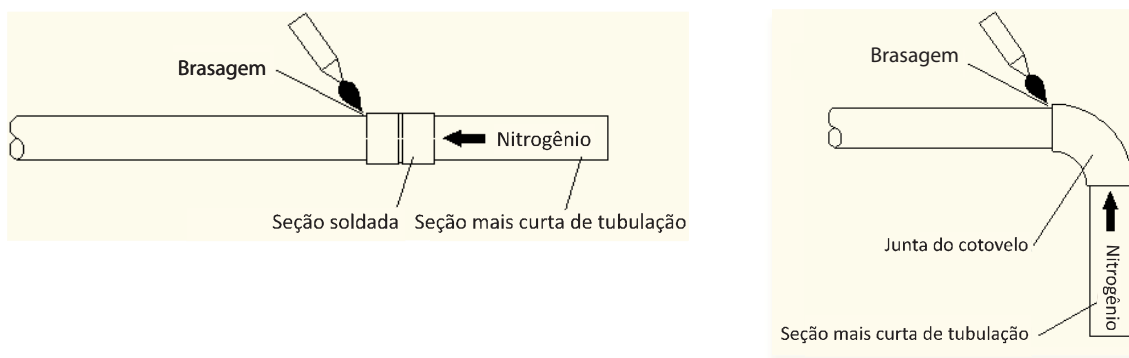 Brasagem
Nitrogênio
Seção soldada
Seção mais curta de tubulação
Brasagem
Junta do cotovelo
Nitrogênio
Seção mais curta de tubulação